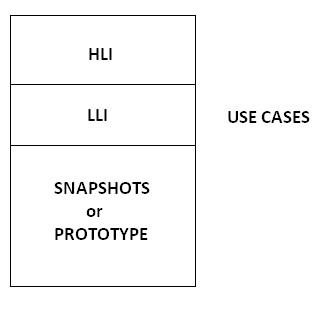 HLI
LLI
USE CASES
SNAPSHOTS
or
PROTOTYPE